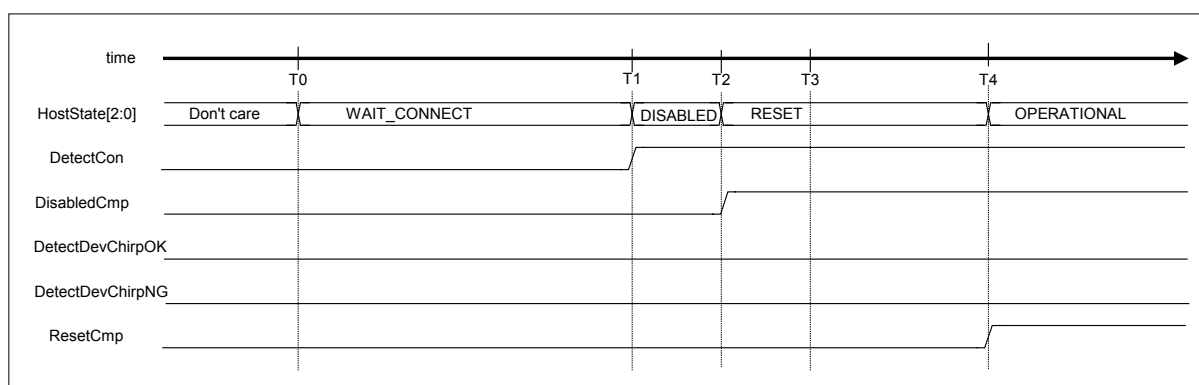 time
T0 T1 T2 T3 T4
HostState[2:0] Don't care WAIT_CONNECT DISABLED RESET OPERATIONAL
DetectCon
DisabledCmp
DetectDevChirpOK
DetectDevChirpNG
ResetCmp